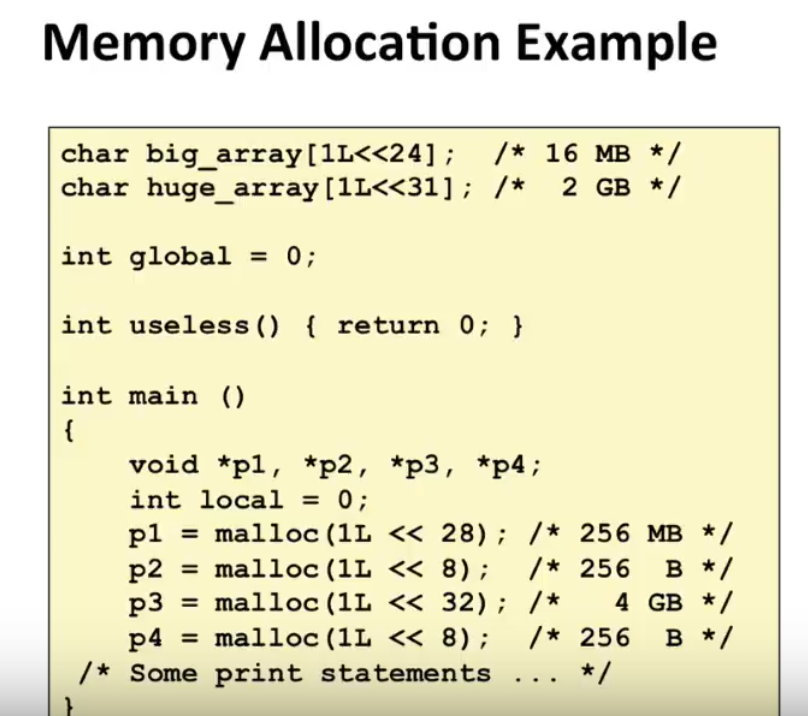 Memory Allocation Example
char big_array[1L<<24];  /* 16 MB */
char huge_array[1L<<31]; /*  2 GB */
int global = 0;
int useless() { return 0; }
int main ()
{
    void *p1, *p2, *p3, *p4;
    int local = 0;
    p1 = malloc(1L << 28); /* 256 MB */
    p2 = malloc(1L << 8);  /* 256  B */
    p3 = malloc(1L << 32); /*   4 GB */
    p4 = malloc(1L << 8);  /* 256  B */
 /* Some print statements ... */
}